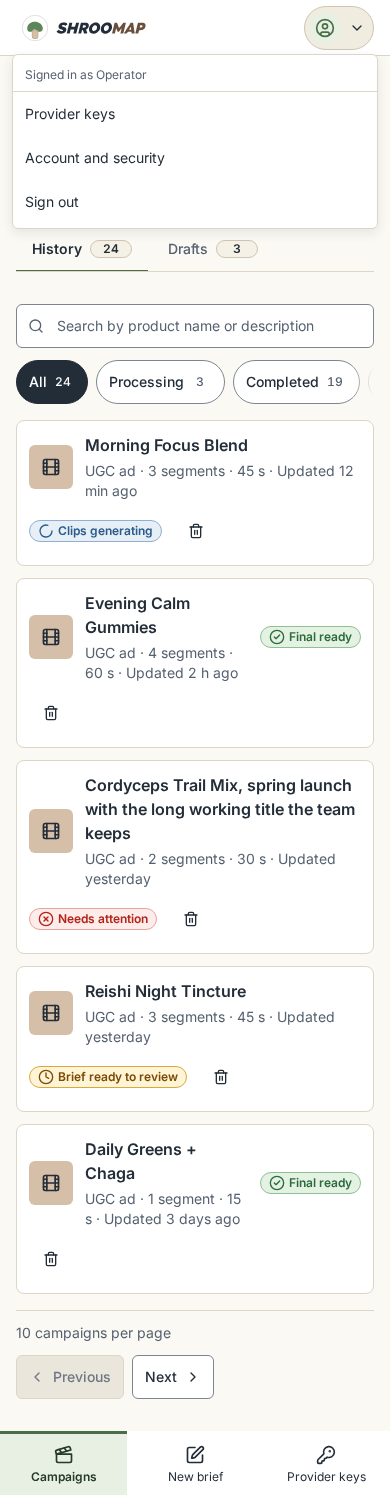 SHROOMAP
Signed in as Operator
Provider keys
Account and security
Sign out
History 24 Drafts 3
Search by product name or description
All 24 Processing 3 Completed 19
Morning Focus Blend
UGC ad · 3 segments · 45 s · Updated 12
min ago
Clips generating
Evening Calm
Gummies
UGC ad · 4 segments ·
60 s · Updated 2 h ago
Final ready
Cordyceps Trail Mix, spring launch
with the long working title the team
keeps
UGC ad · 2 segments · 30 s · Updated
yesterday
Needs attention
Reishi Night Tincture
UGC ad · 3 segments · 45 s · Updated
yesterday
Brief ready to review
Daily Greens +
Chaga
UGC ad · 1 segment · 15
s · Updated 3 days ago
Final ready
10 campaigns per page
Previous Next
Campaigns New brief Provider keys